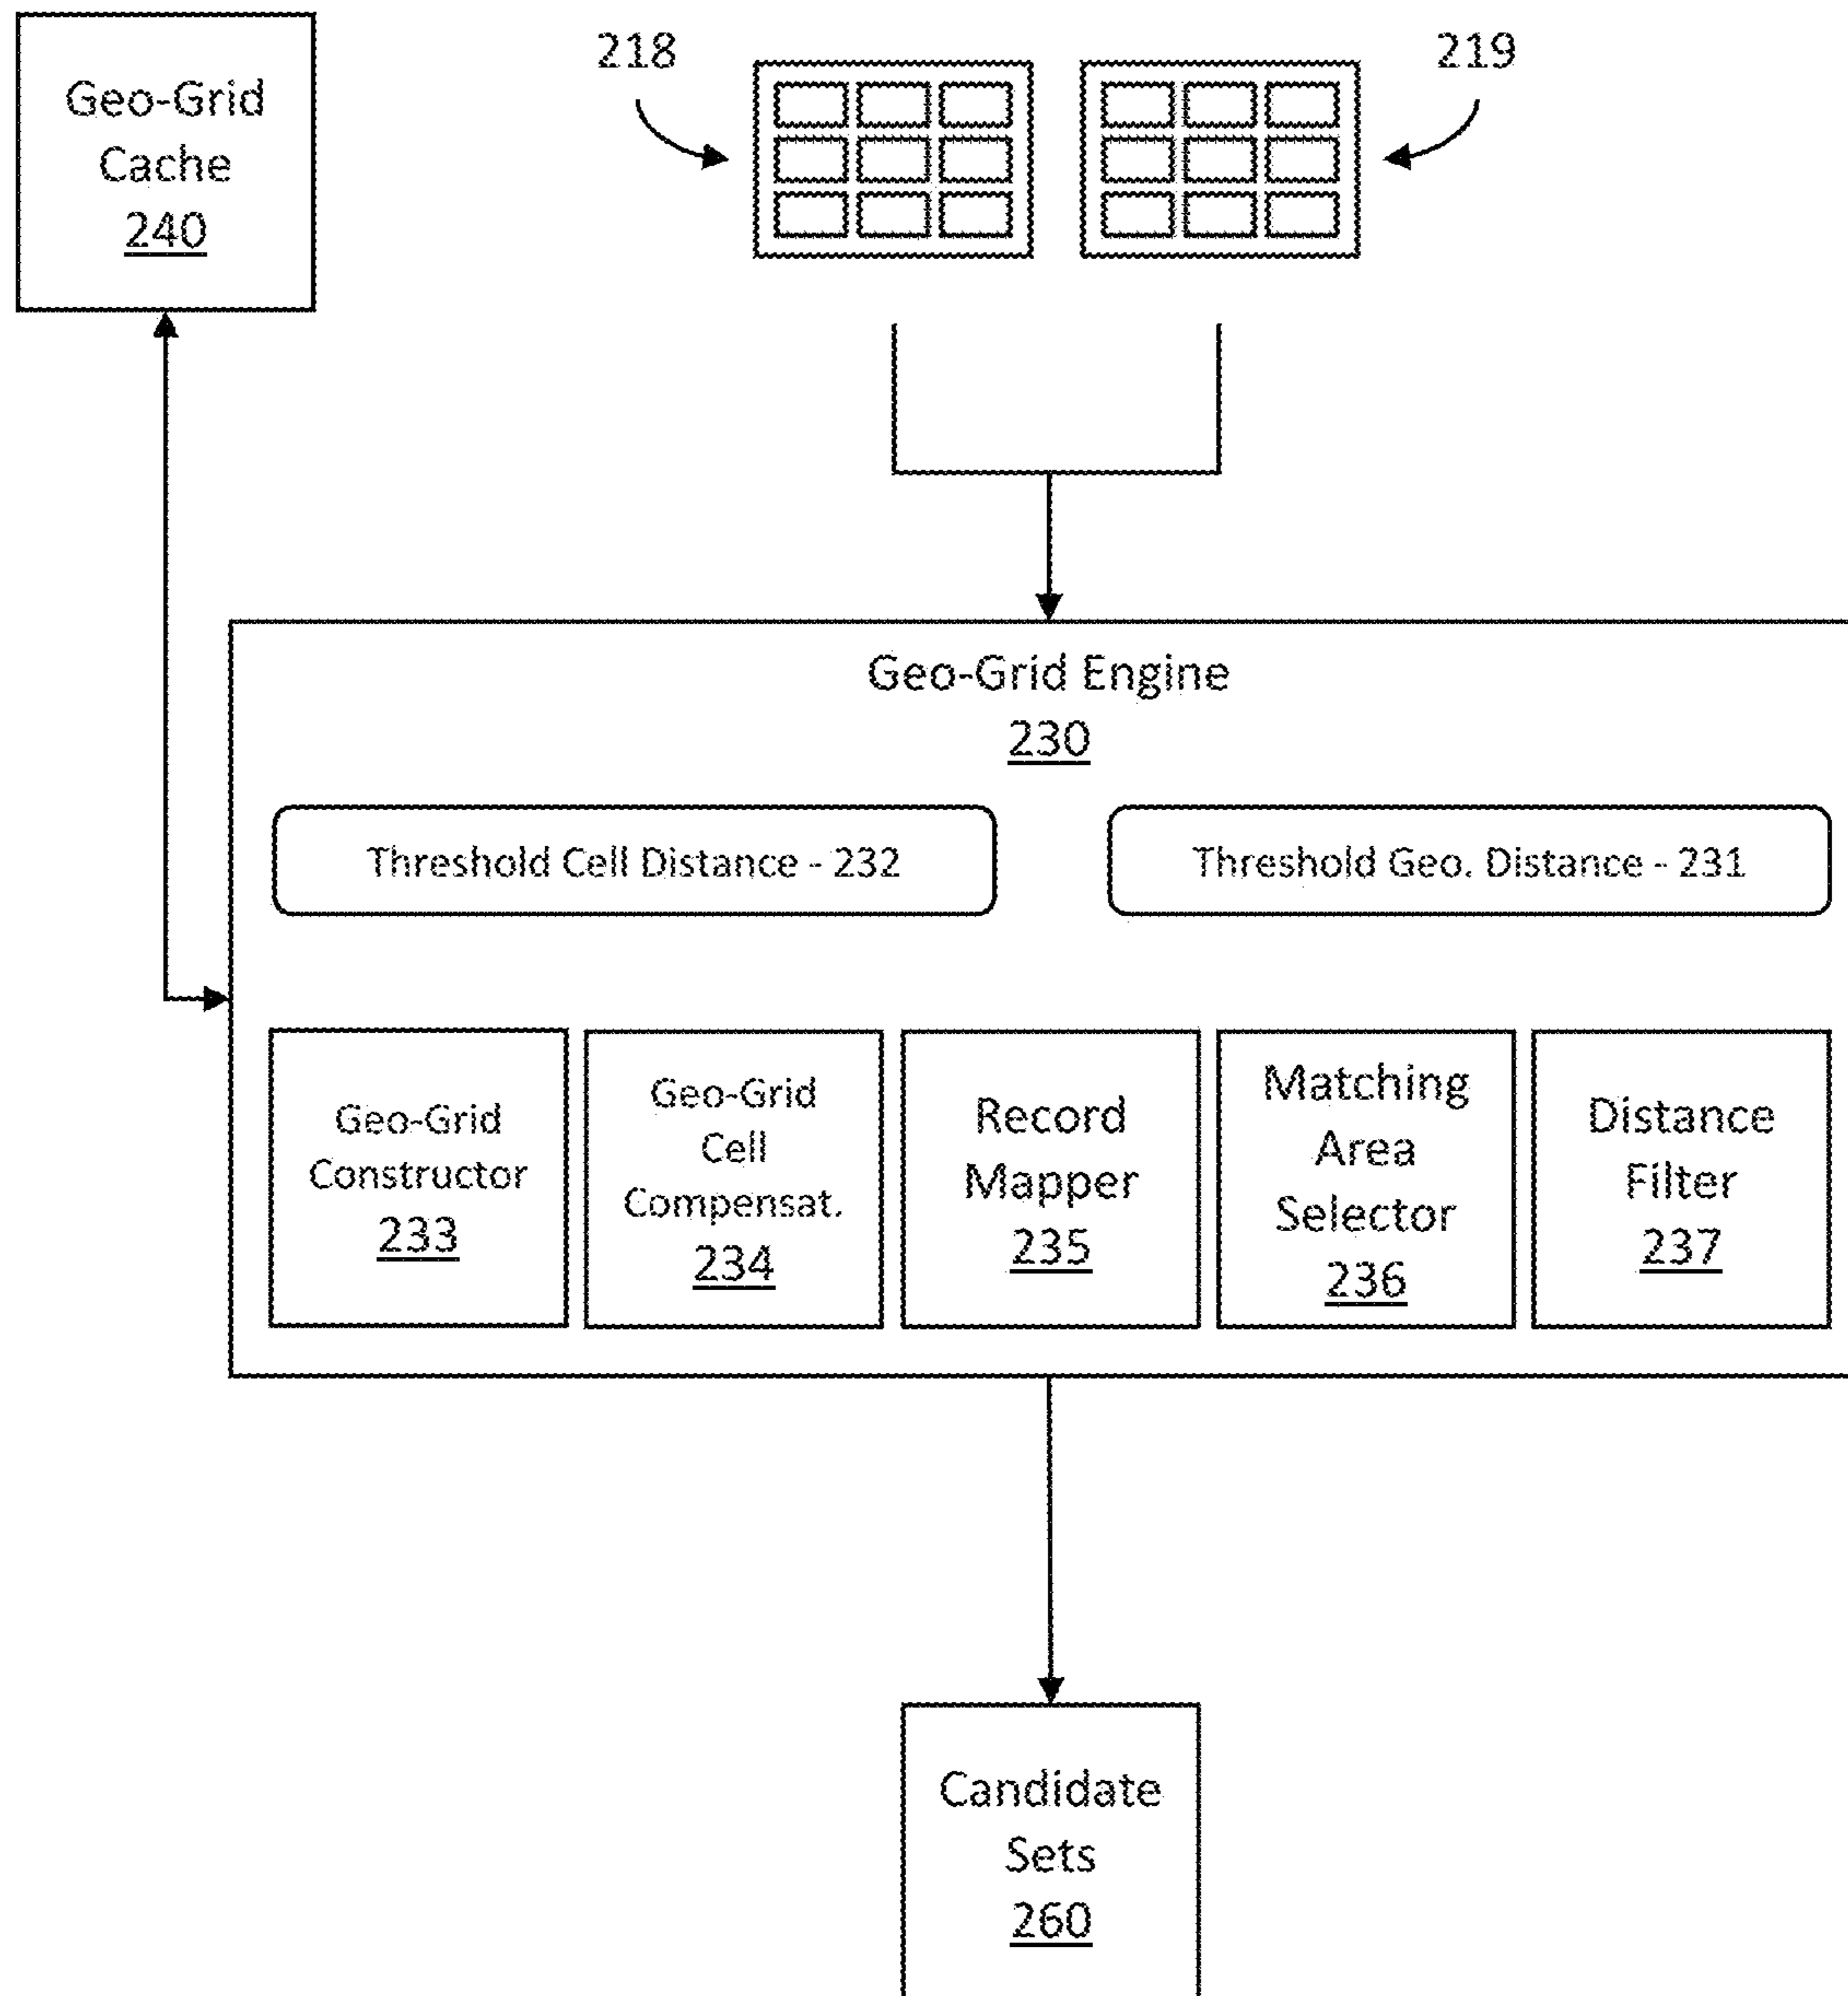 Geo-Grid
Cache
240
218
219
Geo-Grid Engine
230
Threshold Cell Distance - 232
Threshold Geo. Distance - 231
Geo-Grid
Constructor
233
Geo-Grid
Cell
Compensat.
234
Record
Mapper
235
Matching
Area
Selector
236
Distance
Filter
237
Candidate
Sets
260